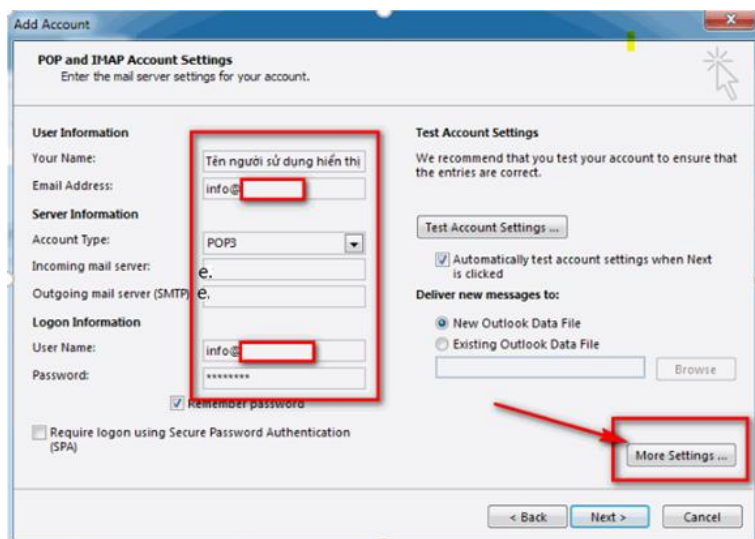 Add Account
POP and IMAP Account Settings
Enter the mail server settings for your account.
User Information
Your Name:
Tên người sử dụng hiển thị
Email Address:
info@
Server Information
Account Type:
POP3
Incoming mail server:
e.
Outgoing mail server (SMTP)
e.
Logon Information
User Name:
info@
Password:
********
Remember password
Require logon using Secure Password Authentication
(SPA)
Test Account Settings
We recommend that you test your account to ensure that
the entries are correct.
Test Account Settings ...
Automatically test account settings when Next
is clicked
Deliver new messages to:
New Outlook Data File
Existing Outlook Data File
Browse
More Settings ...
< Back
Next >
Cancel